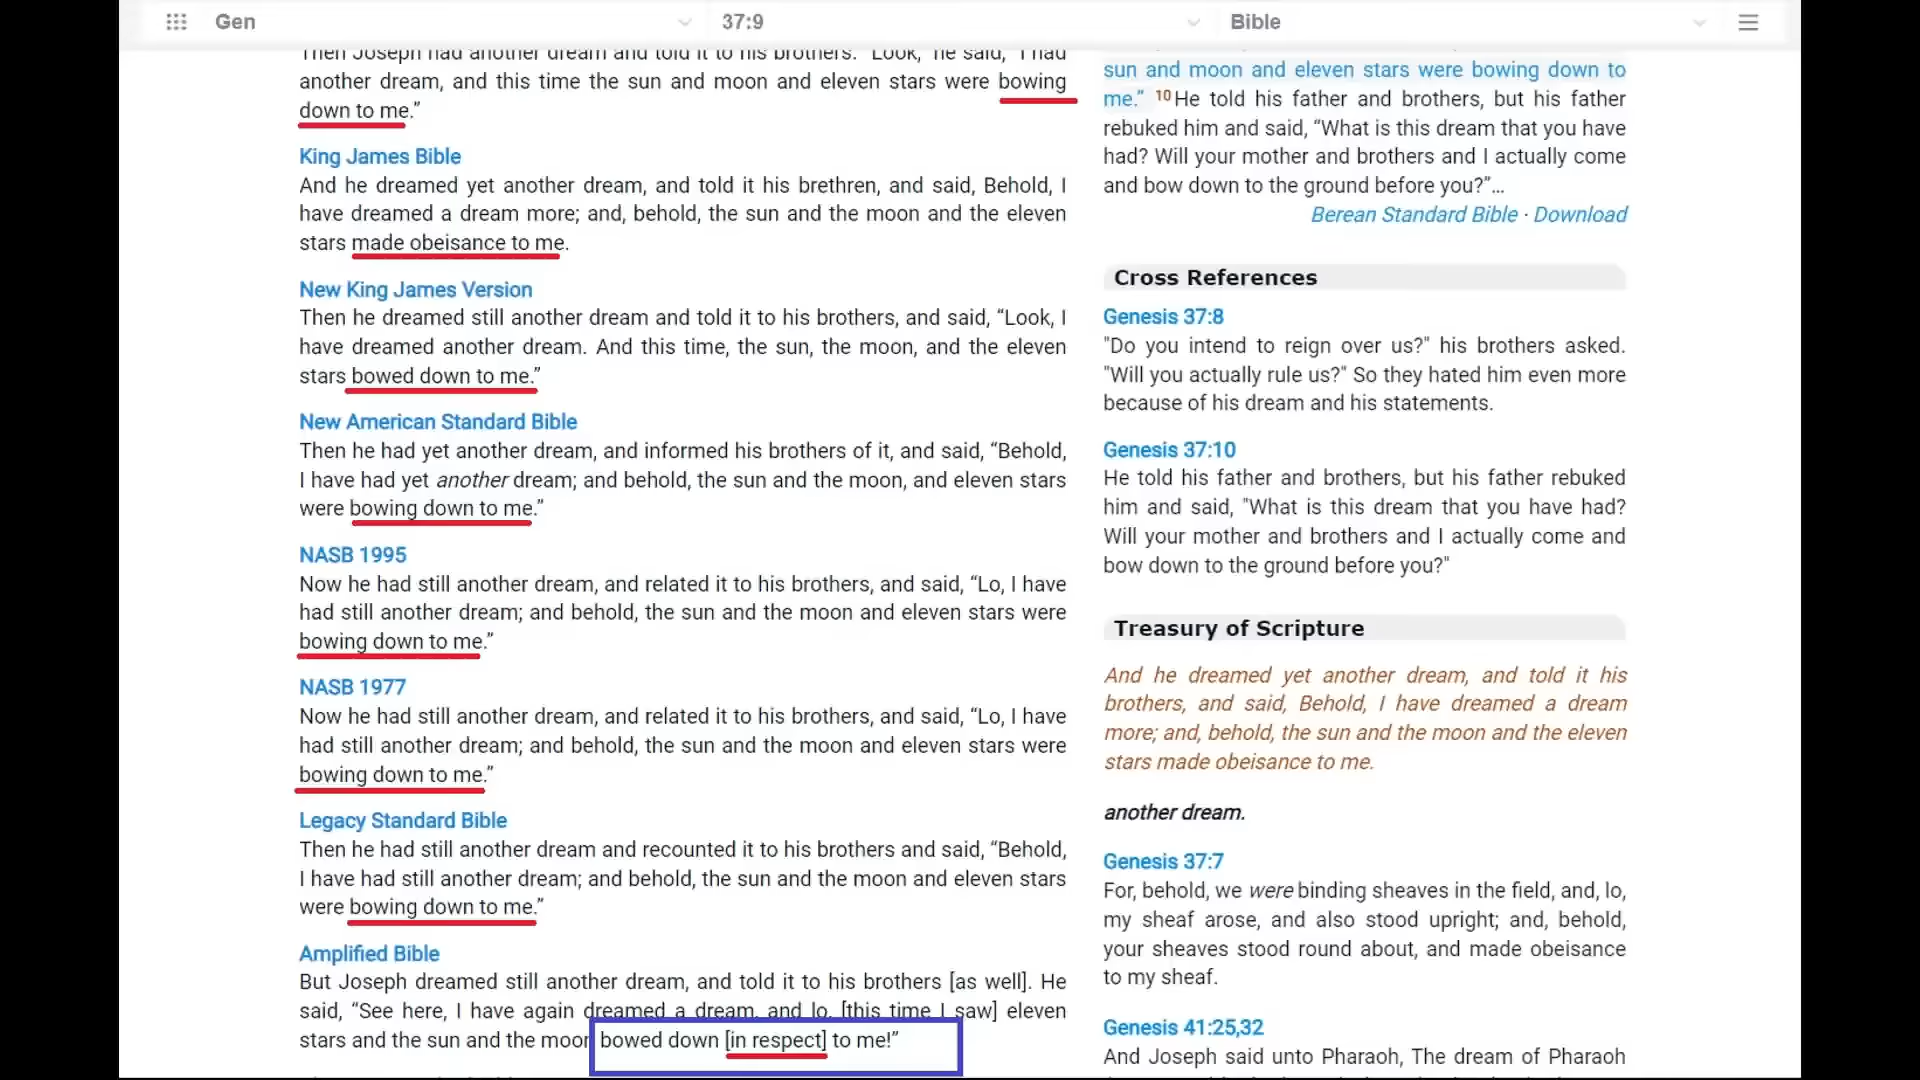 Gen 37:9 Bible
Then Joseph had another dream and told it to his brothers. “Look,” he said, “I had
another dream, and this time the sun and moon and eleven stars were bowing
down to me.”
King James Bible
And he dreamed yet another dream, and told it his brethren, and said, Behold, I
have dreamed a dream more; and, behold, the sun and the moon and the eleven
stars made obeisance to me.
New King James Version
Then he dreamed still another dream and told it to his brothers, and said, “Look, I
have dreamed another dream. And this time, the sun, the moon, and the eleven
stars bowed down to me.”
New American Standard Bible
Then he had yet another dream, and informed his brothers of it, and said, “Behold,
I have had yet another dream; and behold, the sun and the moon, and eleven stars
were bowing down to me.”
NASB 1995
Now he had still another dream, and related it to his brothers, and said, “Lo, I have
had still another dream; and behold, the sun and the moon and eleven stars were
bowing down to me.”
NASB 1977
Now he had still another dream, and related it to his brothers, and said, “Lo, I have
had still another dream; and behold, the sun and the moon and eleven stars were
bowing down to me.”
Legacy Standard Bible
Then he had still another dream and recounted it to his brothers and said, “Behold,
I have had still another dream; and behold, the sun and the moon and eleven stars
were bowing down to me.”
Amplified Bible
But Joseph dreamed still another dream, and told it to his brothers [as well]. He
said, “See here, I have again dreamed a dream, and lo, [this time I saw] eleven
stars and the sun and the moon bowed down [in respect] to me!”
sun and moon and eleven stars were bowing down to
me.” 10He told his father and brothers, but his father
rebuked him and said, “What is this dream that you have
had? Will your mother and brothers and I actually come
and bow down to the ground before you?”…
Berean Standard Bible · Download
Cross References
Genesis 37:8
"Do you intend to reign over us?" his brothers asked.
"Will you actually rule us?" So they hated him even more
because of his dream and his statements.
Genesis 37:10
He told his father and brothers, but his father rebuked
him and said, "What is this dream that you have had?
Will your mother and brothers and I actually come and
bow down to the ground before you?"
Treasury of Scripture
And he dreamed yet another dream, and told it his
brothers, and said, Behold, I have dreamed a dream
more; and, behold, the sun and the moon and the eleven
stars made obeisance to me.
another dream.
Genesis 37:7
For, behold, we were binding sheaves in the field, and, lo,
my sheaf arose, and also stood upright; and, behold,
your sheaves stood round about, and made obeisance
to my sheaf.
Genesis 41:25,32
And Joseph said unto Pharaoh, The dream of Pharaoh